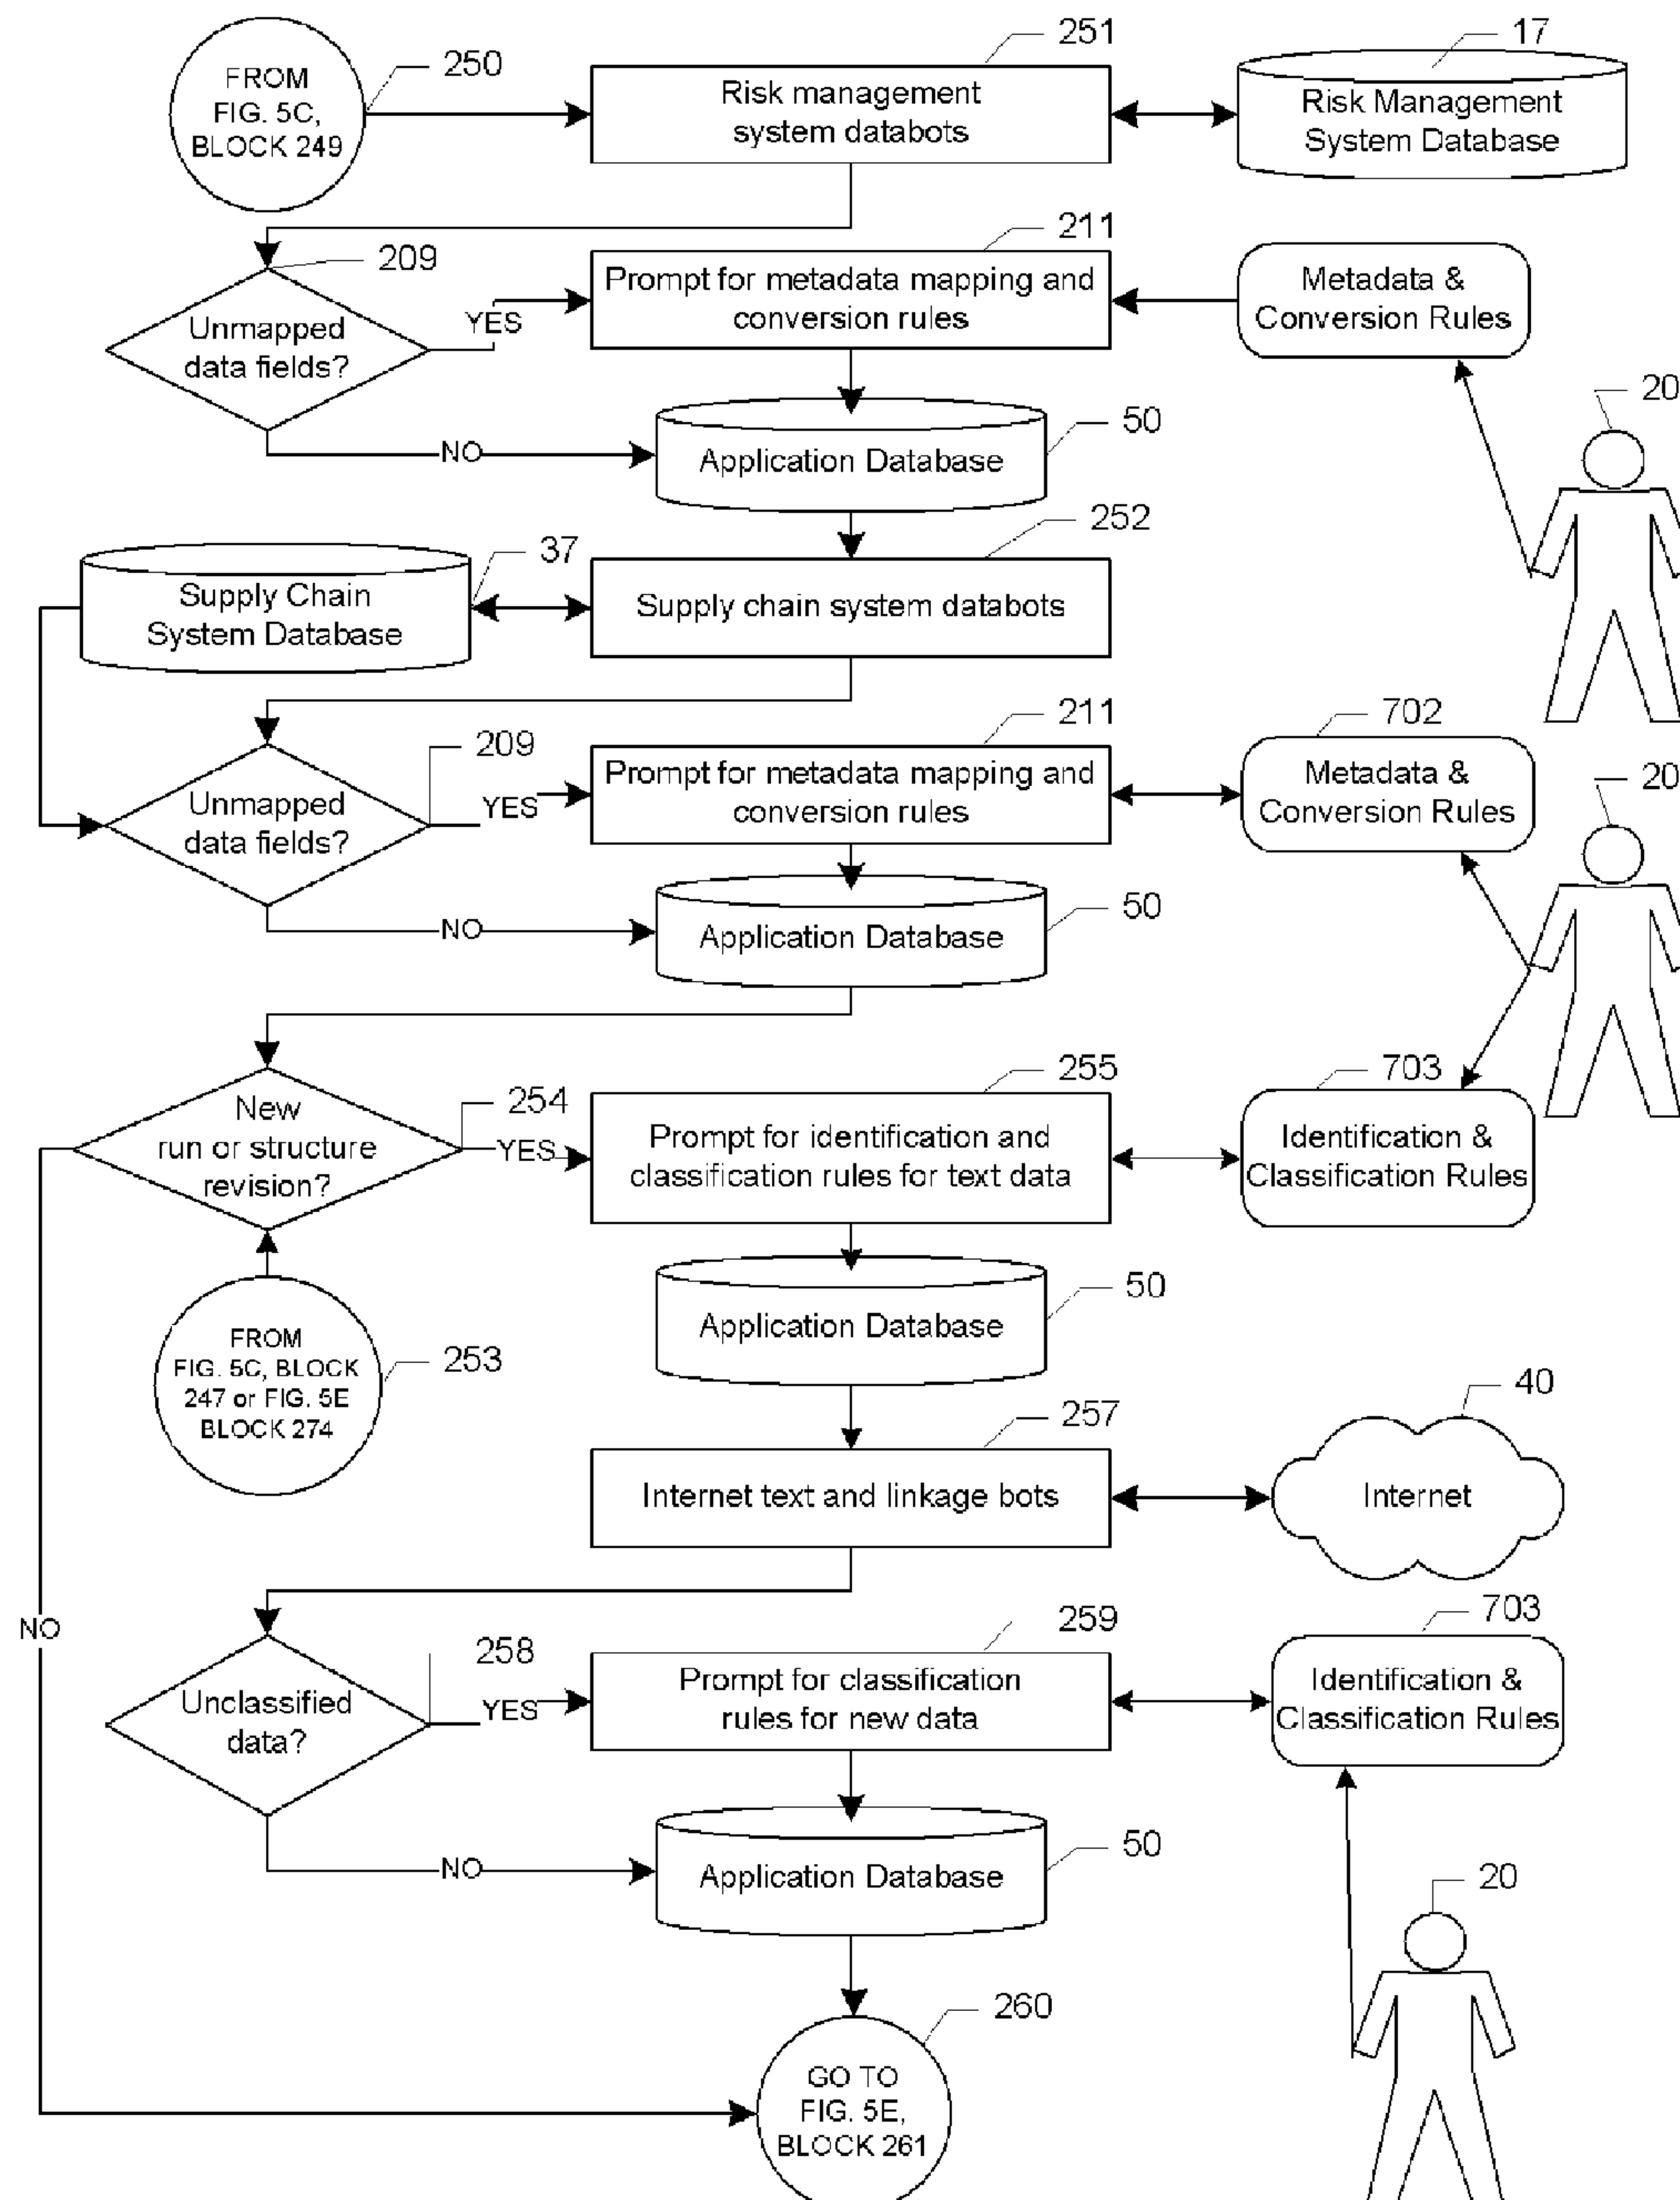 251
17
250
FROM
FIG. 5C,
BLOCK 249
Risk management
system databots
Risk Management
System Database
211
209
Unmapped
data fields?
YES
Prompt for metadata mapping and
conversion rules
Metadata &
Conversion Rules
20
50
NO
Application Database
252
37
Supply Chain
System Database
Supply chain system databots
211
702
209
Unmapped
data fields?
YES
Prompt for metadata mapping and
conversion rules
Metadata &
Conversion Rules
20
50
NO
Application Database
255
703
254
New
run or structure
revision?
YES
Prompt for identification and
classification rules for text data
Identification &
Classification Rules
50
Application Database
253
FROM
FIG. 5C, BLOCK
247 or FIG. 5E
BLOCK 274
257
40
Internet text and linkage bots
Internet
NO
259
703
258
Unclassified
data?
YES
Prompt for classification
rules for new data
Identification &
Classification Rules
50
NO
Application Database
20
260
GO TO
FIG. 5E,
BLOCK 261